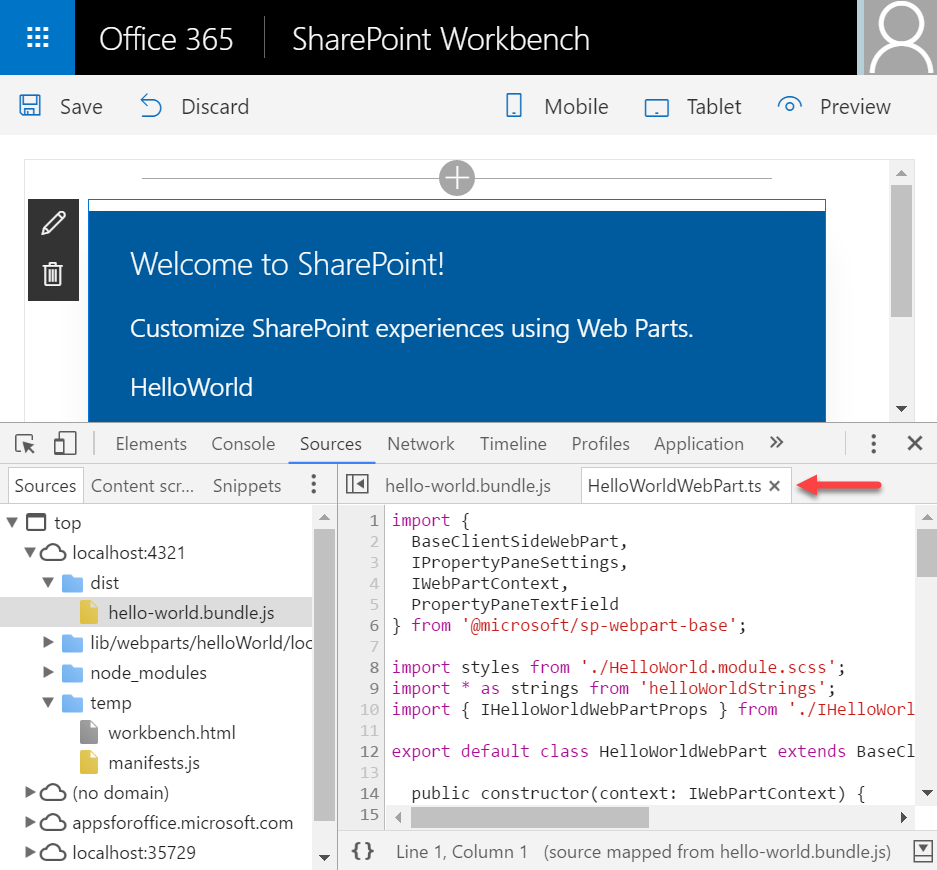 Office 365 SharePoint Workbench
Save Discard Mobile Tablet Preview
Welcome to SharePoint!
Customize SharePoint experiences using Web Parts.
HelloWorld
Elements Console Sources Network Timeline Profiles Application »
Sources Content scr... Snippets
hello-world.bundle.js HelloWorldWebPart.ts ×
top
localhost:4321
dist
hello-world.bundle.js
lib/webparts/helloWorld/loc
node_modules
temp
workbench.html
manifests.js
(no domain)
appsforoffice.microsoft.com
localhost:35729
1 import {
2 BaseClientSideWebPart,
3 IPropertyPaneSettings,
4 IWebPartContext,
5 PropertyPaneTextField
6 } from '@microsoft/sp-webpart-base';
7
8 import styles from './HelloWorld.module.scss';
9 import * as strings from 'helloWorldStrings';
10 import { IHelloWorldWebPartProps } from './IHelloWorl
11
12 export default class HelloWorldWebPart extends BaseCl
13
14 public constructor(context: IWebPartContext) {
15
{} Line 1, Column 1 (source mapped from hello-world.bundle.js)